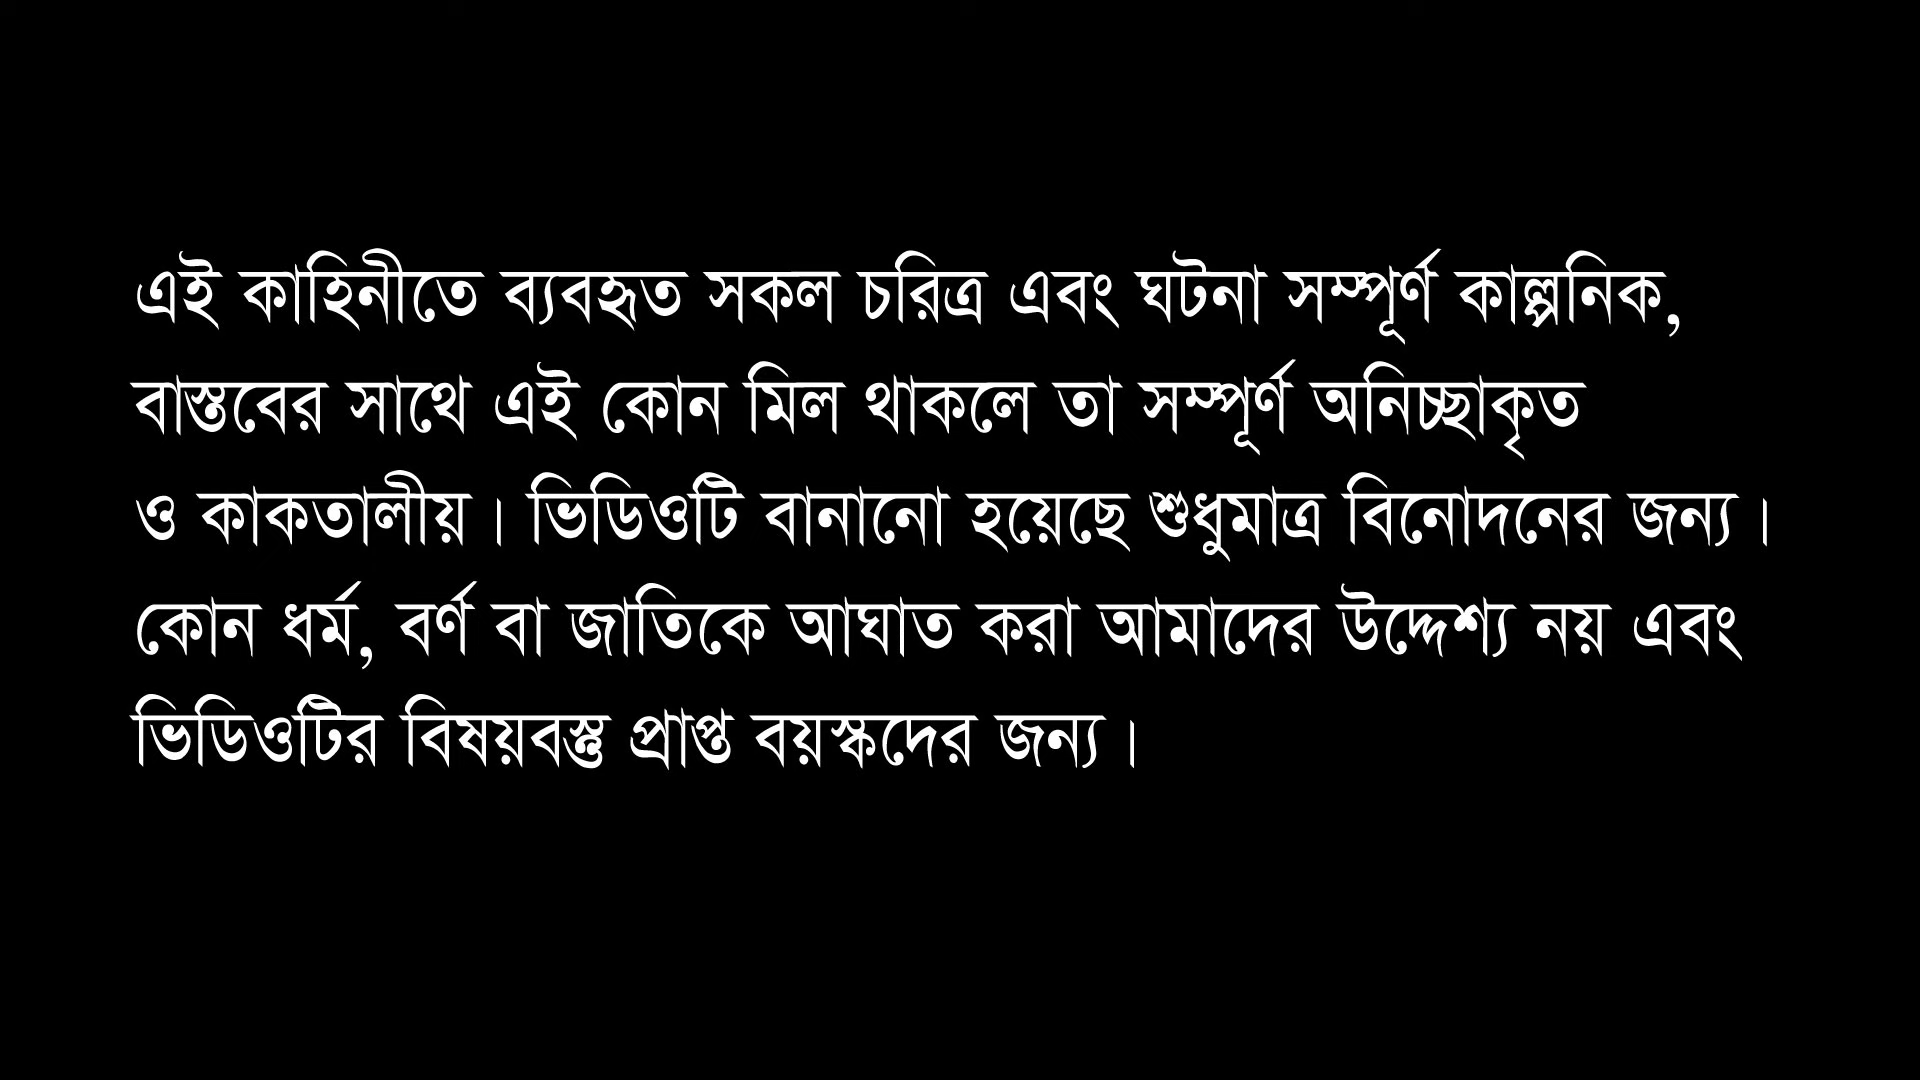 এই কাহিনীতে ব্যবহৃত সকল চরিত্র এবং ঘটনা সম্পূর্ণ কাল্পনিক,
বাস্তবের সাথে এই কোন মিল থাকলে তা সম্পূর্ণ অনিচ্ছাকৃত
ও কাকতালীয়। ভিডিওটি বানানো হয়েছে শুধুমাত্র বিনোদনের জন্য।
কোন ধর্ম, বর্ণ বা জাতিকে আঘাত করা আমাদের উদ্দেশ্য নয় এবং
ভিডিওটির বিষয়বস্তু প্রাপ্ত বয়স্কদের জন্য।